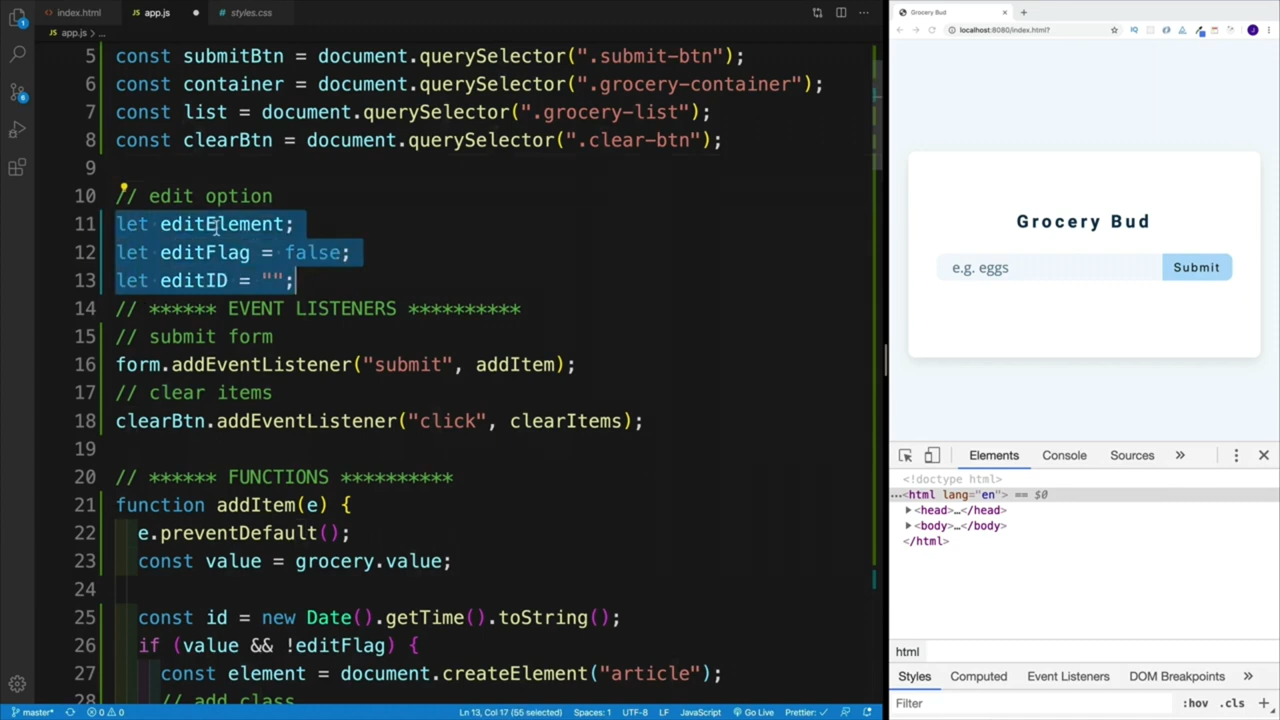 index.html
app.js
styles.css
app.js > ...
5 const submitBtn = document.querySelector(".submit-btn");
6 const container = document.querySelector(".grocery-container");
7 const list = document.querySelector(".grocery-list");
8 const clearBtn = document.querySelector(".clear-btn");
9
10 // edit option
11 let editElement;
12 let editFlag = false;
13 let editID = "";
14 // ****** EVENT LISTENERS **********
15 // submit form
16 form.addEventListener("submit", addItem);
17 // clear items
18 clearBtn.addEventListener("click", clearItems);
19
20 // ****** FUNCTIONS **********
21 function addItem(e) {
22 e.preventDefault();
23 const value = grocery.value;
24
25 const id = new Date().getTime().toString();
26 if (value && !editFlag) {
27 const element = document.createElement("article");
28 // add class
master*
0 0
Ln 13, Col 17 (55 selected)
Spaces: 1
UTF-8
LF
JavaScript
Go Live
Prettier: ✓
Grocery Bud
localhost:8080/index.html?
Grocery Bud
e.g. eggs
Submit
Elements
Console
Sources
<!doctype html>
...<html lang="en"> == $0
<head>…</head>
<body>…</body>
</html>
html
Styles
Computed
Event Listeners
DOM Breakpoints
Filter
:hov
.cls